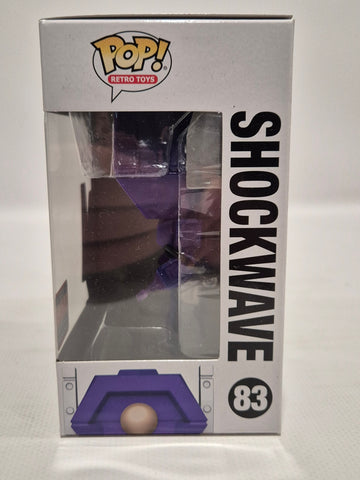 POP!
RETRO TOYS
SHOCKWAVE
83